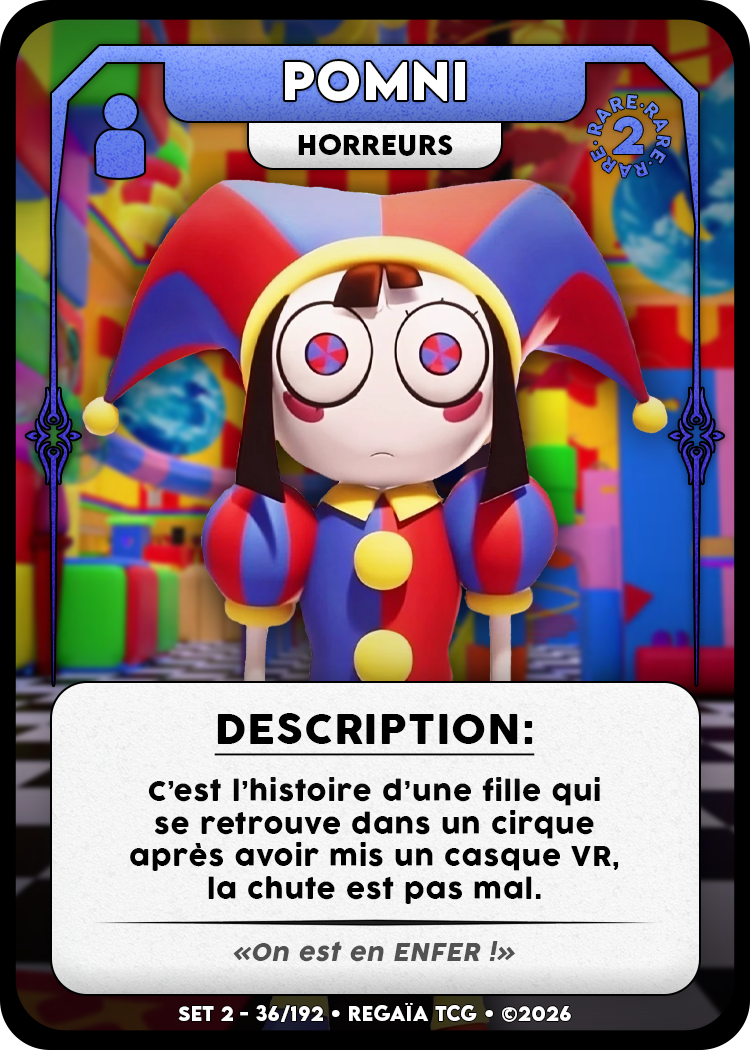 POMNI
HORREURS
RARE•RARE•RARE•
2
DESCRIPTION:
C'est l'histoire d'une fille qui
se retrouve dans un cirque
après avoir mis un casque VR,
la chute est pas mal.
«On est en ENFER !»
SET 2 - 36/192 • REGAÏA TCG • ©2026